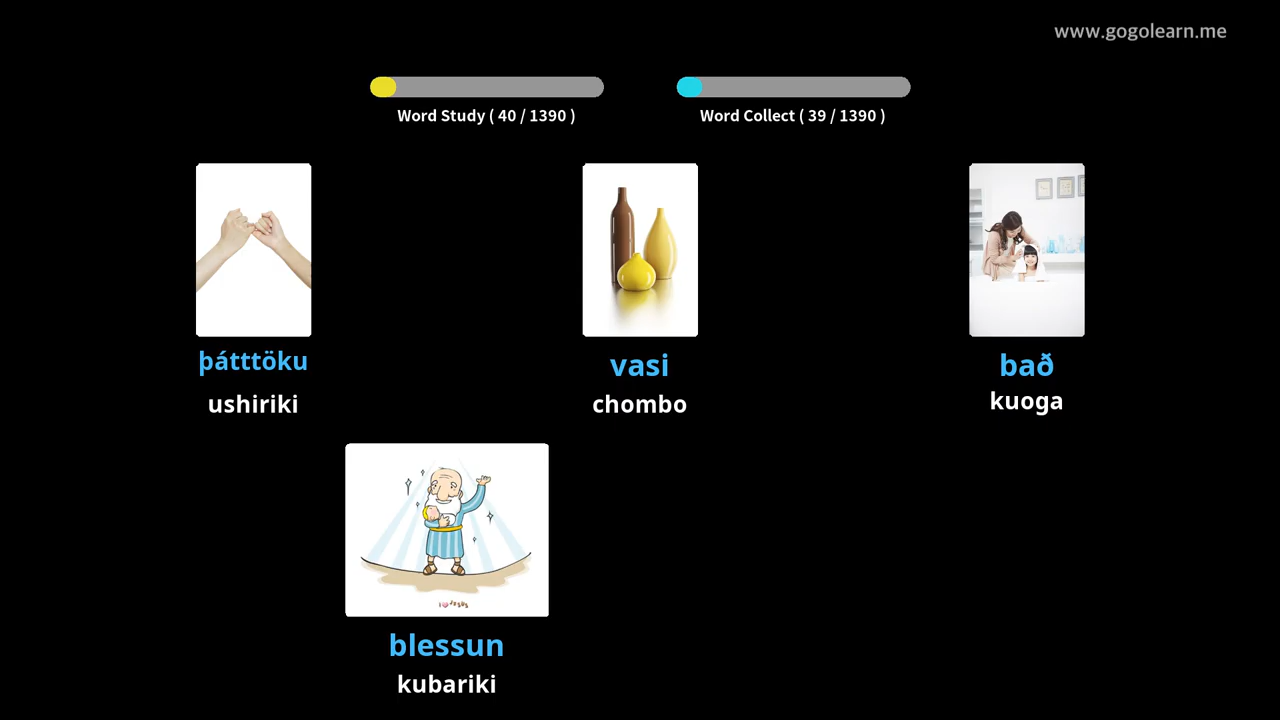 www.gogolearn.me
Word Study ( 40 / 1390 )
Word Collect ( 39 / 1390 )
þátttöku
vasi
bað
ushiriki
chombo
kuoga
blessun
kubariki